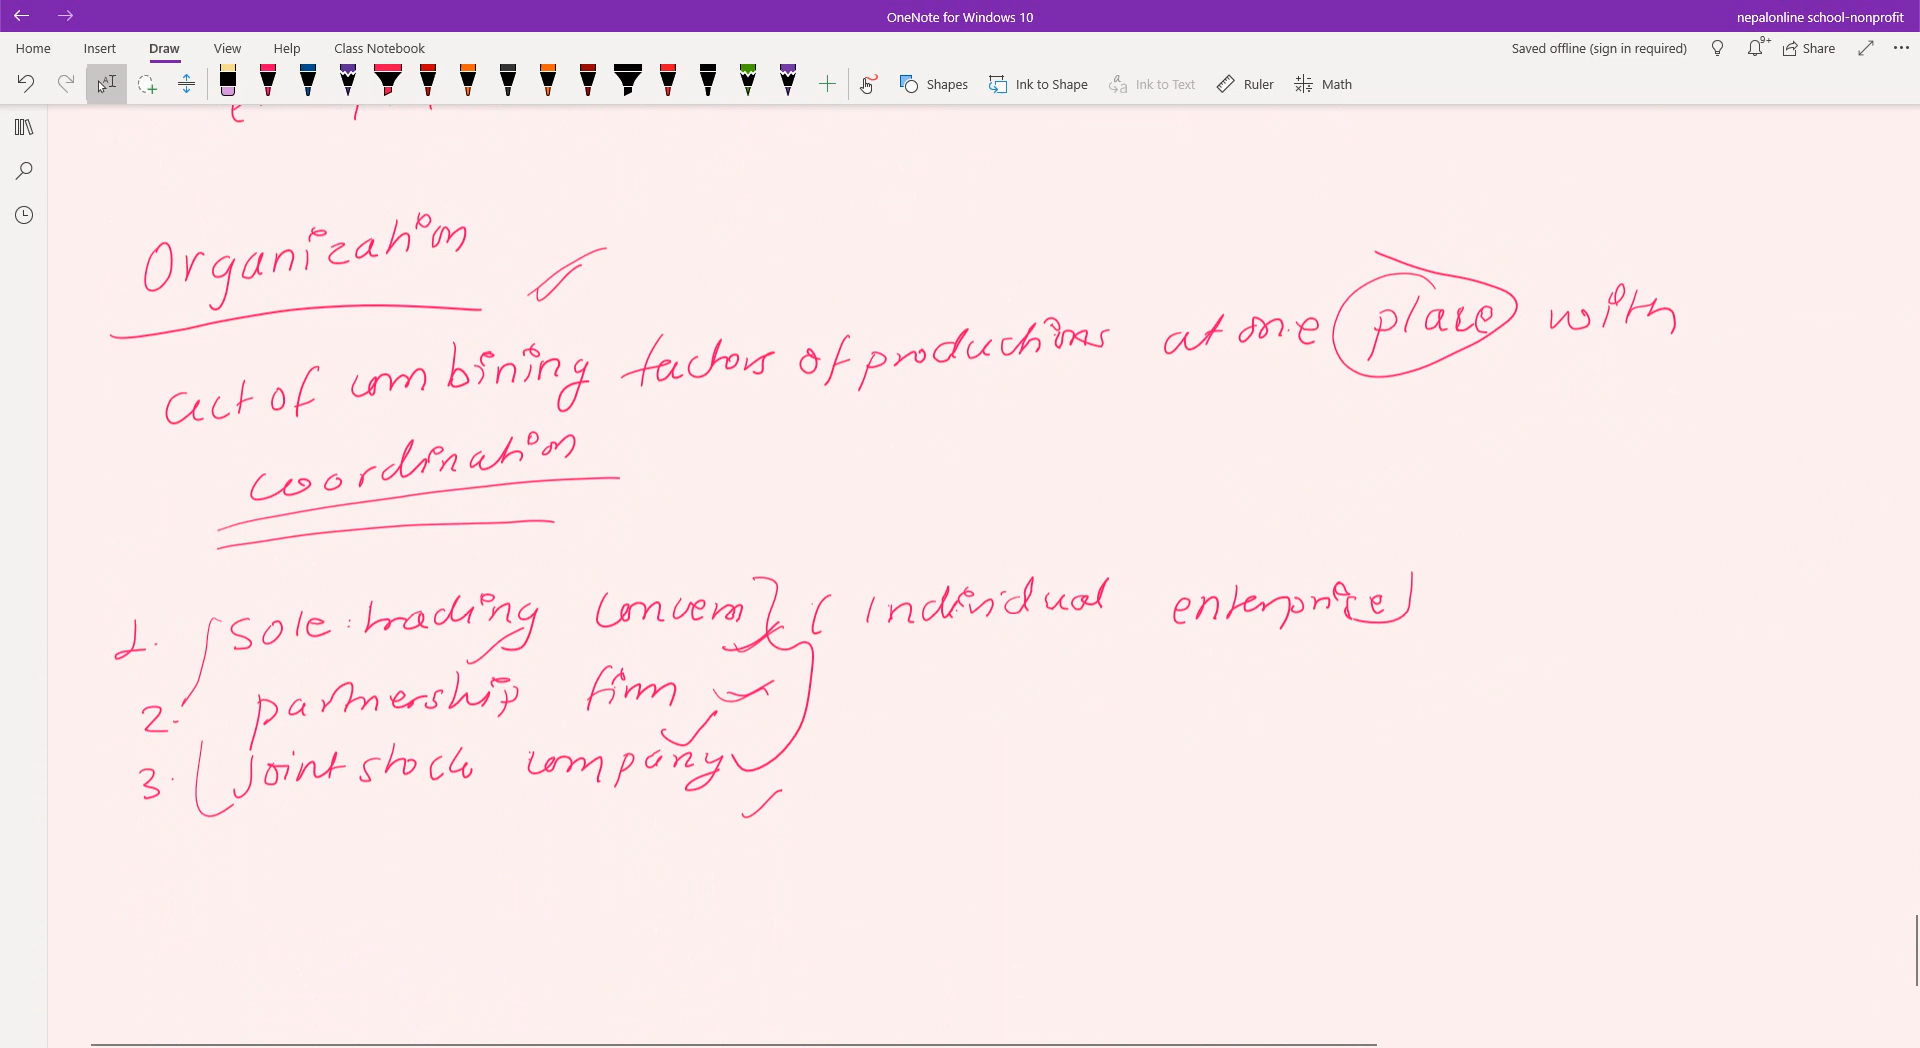 OneNote for Windows 10
nepalonline school-nonprofit
Home Insert Draw View Help Class Notebook
Saved offline (sign in required) 9+ Share
Shapes Ink to Shape Ink to Text Ruler Math
Organization
act of combining factors of productions at one place with
coordination
1. Sole trading concern (individual enterprise)
2. partnership firm
3. Joint stock company